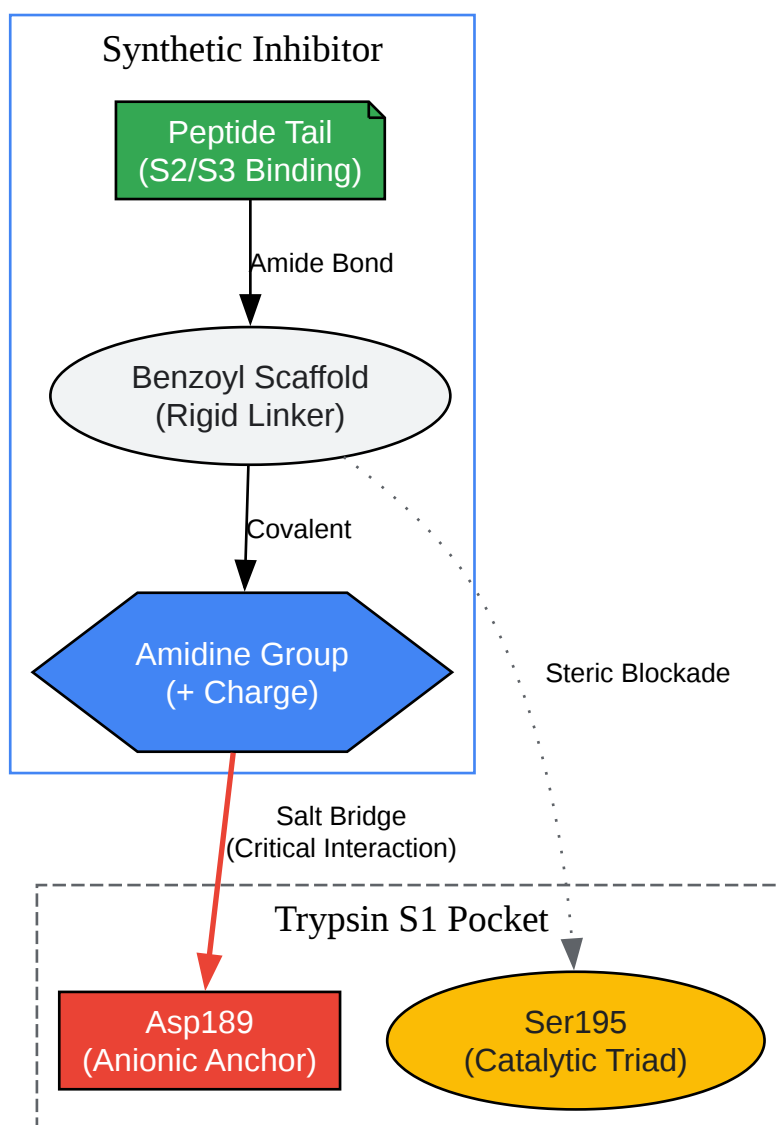 Synthetic Inhibitor
Peptide Tail
(S2/S3 Binding)
Amide Bond
Benzoyl Scaffold
(Rigid Linker)
Covalent
Amidine Group
(+ Charge)
Steric Blockade
Salt Bridge
(Critical Interaction)
Trypsin S1 Pocket
Asp189
(Anionic Anchor)
Ser195
(Catalytic Triad)